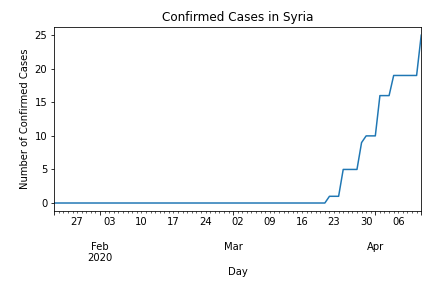 Confirmed Cases in Syria
25
20
15
10
5
0
Number of Confirmed Cases
27 03 10 17 24 02 09 16 23 30 06
Feb Mar Apr
2020
Day